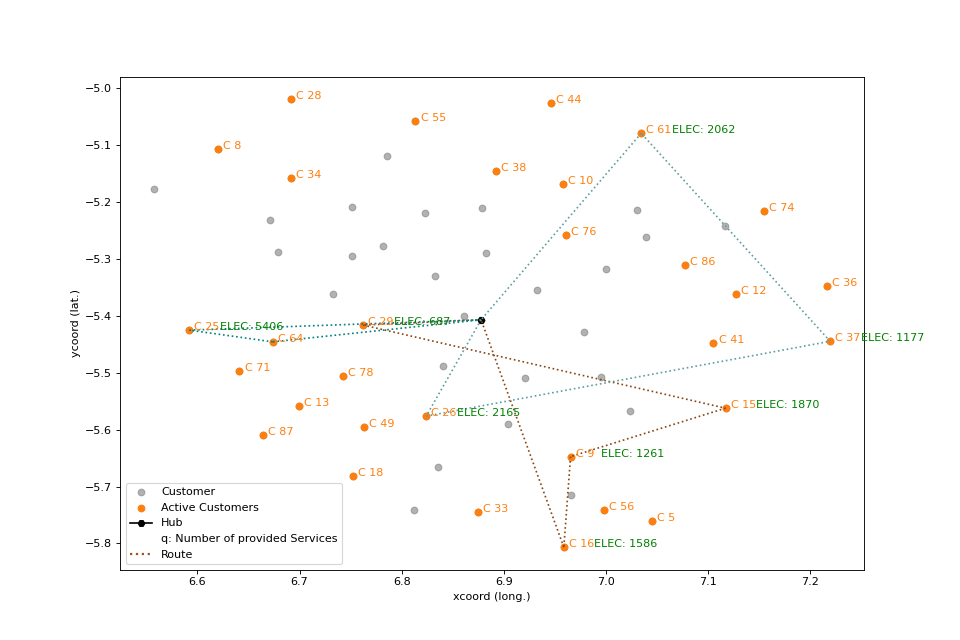 −5.0
C 28
C 44
C 55
C 61 ELEC: 2062
−5.1
C 8
C 38
C 34
C 10
−5.2
C 74
C 76
−5.3
C 86
C 36
C 12
−5.4
C 25 ELEC: 5406
C 29 ELEC: 687
C 64
C 41
C 37 ELEC: 1177
C 71
C 78
−5.5
C 13
C 26 ELEC: 2165
C 15 ELEC: 1870
−5.6
C 87
C 49
C 9 ELEC: 1261
C 18
−5.7
C 33
C 56
C 5
−5.8
C 16 ELEC: 1586
Customer
Active Customers
Hub
q: Number of provided Services
Route
6.6 6.7 6.8 6.9 7.0 7.1 7.2
xcoord (long.)
ycoord (lat.)